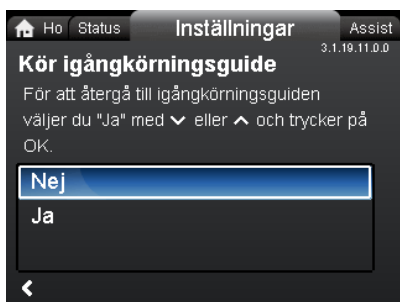 Ho Status Inställningar Assist
3.1.19.11.0.0
Kör igångkörningsguide
För att återgå till igångkörningsguiden
väljer du "Ja" med eller och trycker på
OK.
Nej
Ja